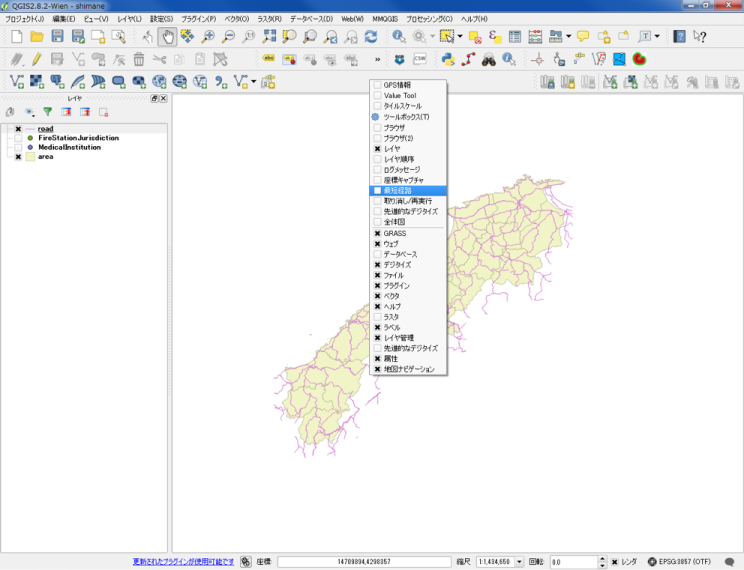 QGIS2.8.2-Wien - shimane
プロジェクト(J) 編集(E) ビュー(V) レイヤ(L) 設定(S) プラグイン(P) ベクタ(O) ラスタ(R) データベース(D) Web(W) MMQGIS プロセッシング(C) ヘルプ(H)
abc
CSW
レイヤ
road
FireStationJurisdiction
MedicalInstitution
area
GPS情報
Value Tool
タイルスケール
ツールボックス(T)
ブラウザ
ブラウザ(2)
レイヤ
レイヤ順序
ログメッセージ
座標キャプチャ
最短経路
取り消し/再実行
先進的なデジタイズ
全体図
GRASS
ウェブ
データベース
デジタイズ
ファイル
プラグイン
ベクタ
ヘルプ
ラスタ
ラベル
レイヤ管理
先進的なデジタイズ
属性
地図ナビゲーション
更新されたプラグインが使用可能です 座標: 14709894,4298357 縮尺 1:1,434,650 回転: 0.0 レンダ EPSG:3857 (OTF)